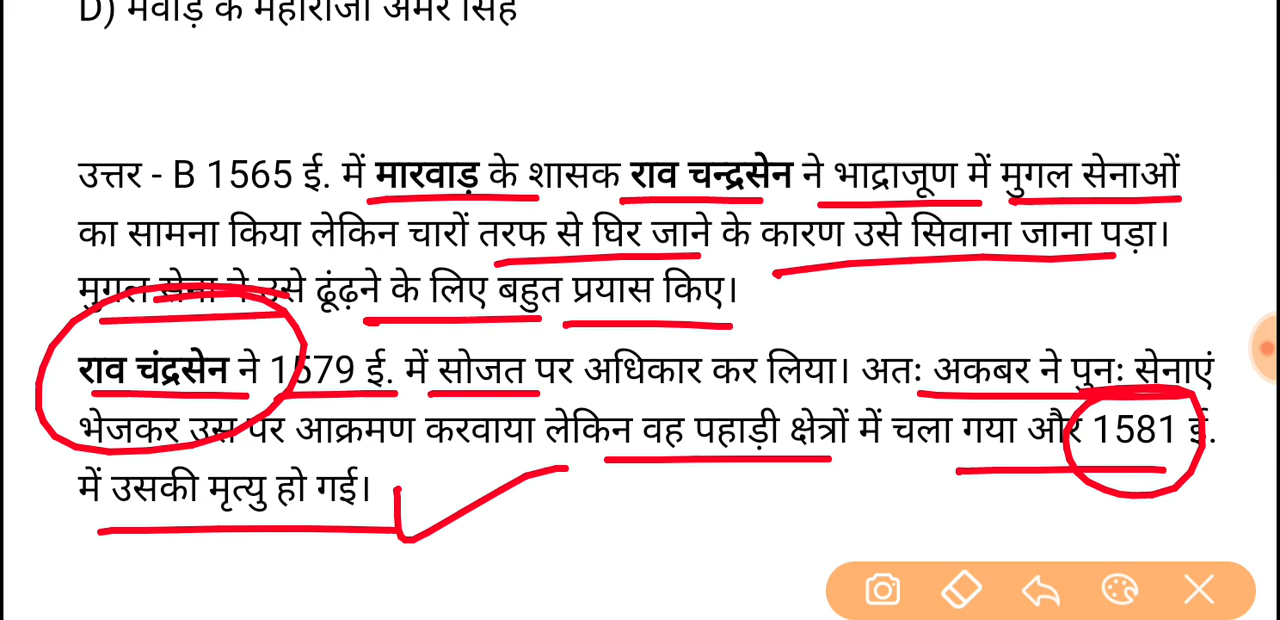 D) मेवाड़ के महाराजा अमर सिंह
उत्तर - B 1565 ई. में मारवाड़ के शासक राव चन्द्रसेन ने भाद्राजूण में मुगल सेनाओं
का सामना किया लेकिन चारों तरफ से घिर जाने के कारण उसे सिवाना जाना पड़ा।
मुगल सेना ने उसे ढूंढ़ने के लिए बहुत प्रयास किए।
राव चंद्रसेन ने 1579 ई. में सोजत पर अधिकार कर लिया। अतः अकबर ने पुनः सेनाएं
भेजकर उस पर आक्रमण करवाया लेकिन वह पहाड़ी क्षेत्रों में चला गया और 1581 ई.
में उसकी मृत्यु हो गई।